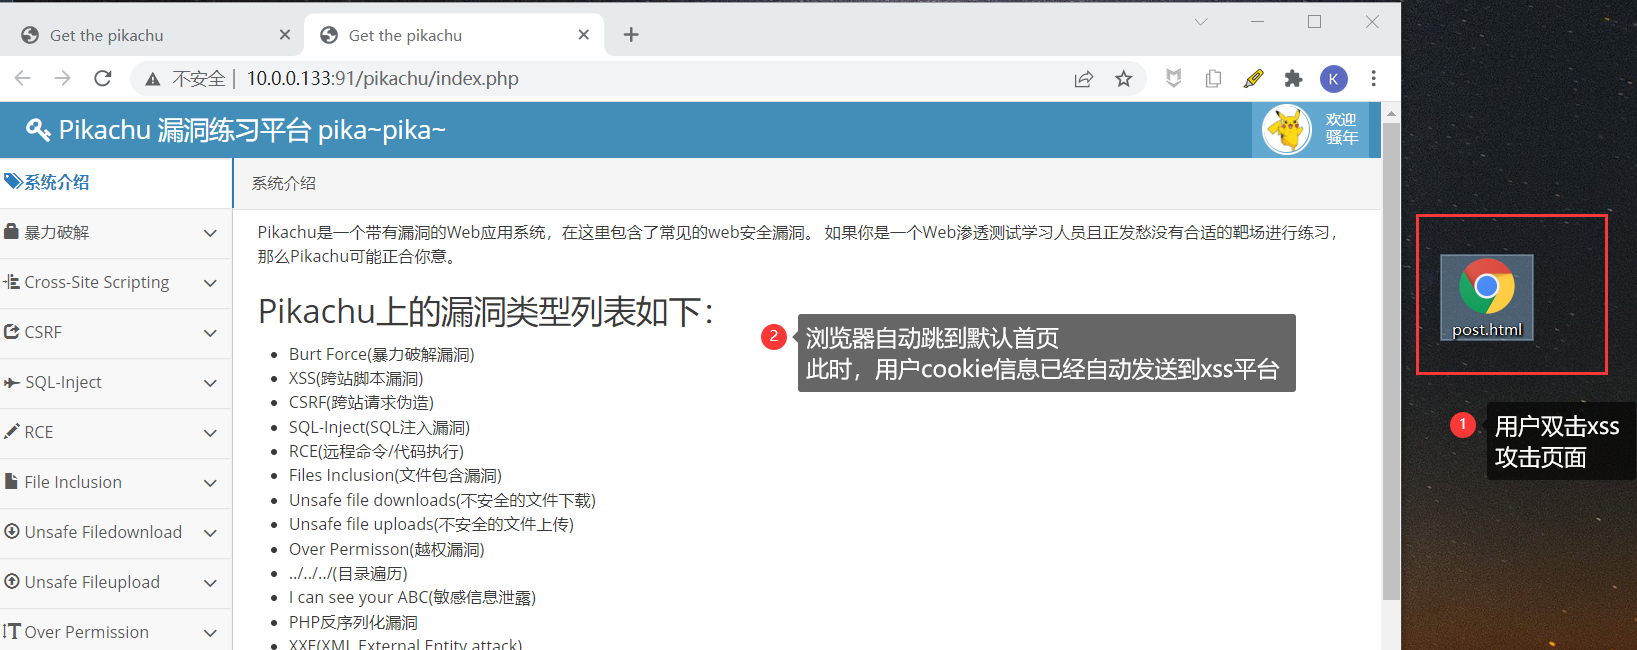 Get the pikachu
Get the pikachu
不安全 | 10.0.0.133:91/pikachu/index.php
K
Pikachu 漏洞练习平台 pika~pika~
欢迎
骚年
系统介绍
暴力破解
Cross-Site Scripting
CSRF
SQL-Inject
RCE
File Inclusion
Unsafe Filedownload
Unsafe Fileupload
Over Permission
系统介绍
Pikachu是一个带有漏洞的Web应用系统，在这里包含了常见的web安全漏洞。 如果你是一个Web渗透测试学习人员且正发愁没有合适的靶场进行练习，
那么Pikachu可能正合你意。
Pikachu上的漏洞类型列表如下：
Burt Force(暴力破解漏洞)
XSS(跨站脚本漏洞)
CSRF(跨站请求伪造)
SQL-Inject(SQL注入漏洞)
RCE(远程命令/代码执行)
Files Inclusion(文件包含漏洞)
Unsafe file downloads(不安全的文件下载)
Unsafe file uploads(不安全的文件上传)
Over Permisson(越权漏洞)
../../../(目录遍历)
I can see your ABC(敏感信息泄露)
PHP反序列化漏洞
XXE(XML External Entity attack)
2
浏览器自动跳到默认首页
此时，用户cookie信息已经自动发送到xss平台
post.html
1
用户双击xss
攻击页面